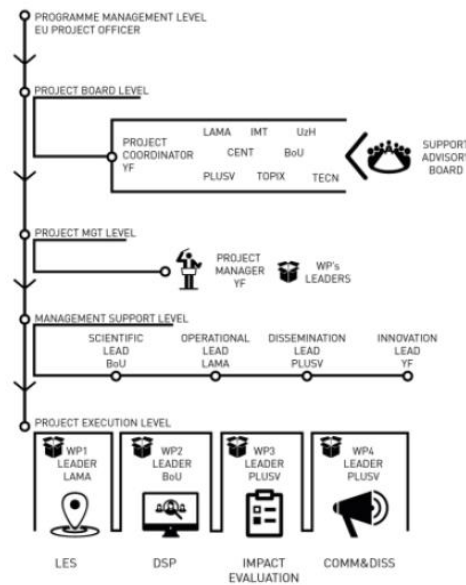 PROGRAMME MANAGEMENT LEVEL
EU PROJECT OFFICER
PROJECT BOARD LEVEL
LAMA IMT UzH
PROJECT
COORDINATOR
YF
CENT BoU
PLUSV TOPIX TECN
SUPPORT
ADVISORY
BOARD
PROJECT MGT LEVEL
PROJECT
MANAGER
YF
WP's
LEADERS
MANAGEMENT SUPPORT LEVEL
SCIENTIFIC
LEAD
BoU
OPERATIONAL
LEAD
LAMA
DISSEMINATION
LEAD
PLUSV
INNOVATION
LEAD
YF
PROJECT EXECUTION LEVEL
WP1
LEADER
LAMA
LES
WP2
LEADER
BoU
DSP
WP3
LEADER
PLUSV
IMPACT
EVALUATION
WP4
LEADER
PLUSV
COMM&DISS